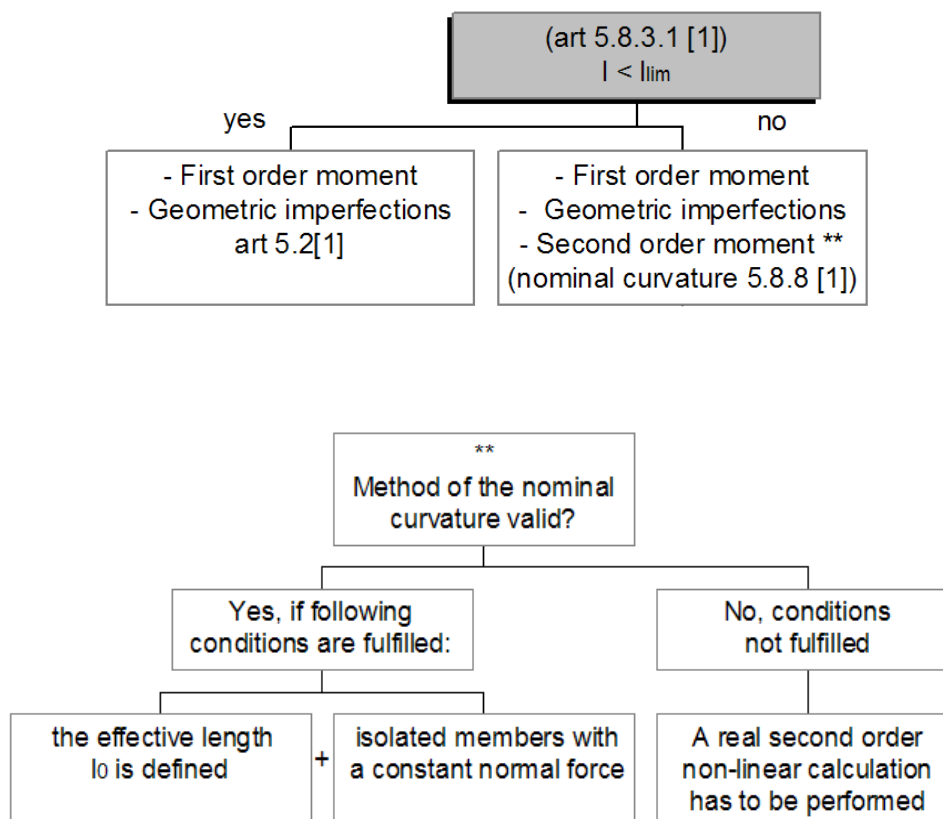 (art 5.8.3.1 [1])
l < llim
yes
no
- First order moment
- Geometric imperfections
art 5.2[1]
- First order moment
- Geometric imperfections
- Second order moment **
(nominal curvature 5.8.8 [1])
**
Method of the nominal
curvature valid?
Yes, if following
conditions are fulfilled:
No, conditions
not fulfilled
the effective length
l0 is defined
+
isolated members with
a constant normal force
A real second order
non-linear calculation
has to be performed